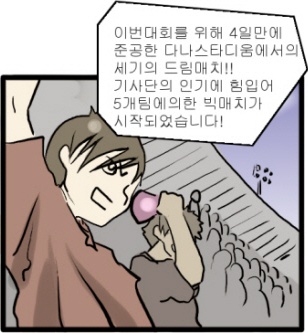 이번대회를 위해 4일만에
준공한 다나스타디움에서의
세기의 드림매치!!
기사단의 인기에 힘입어
5개팀에의한 빅매치가
시작되었습니다!